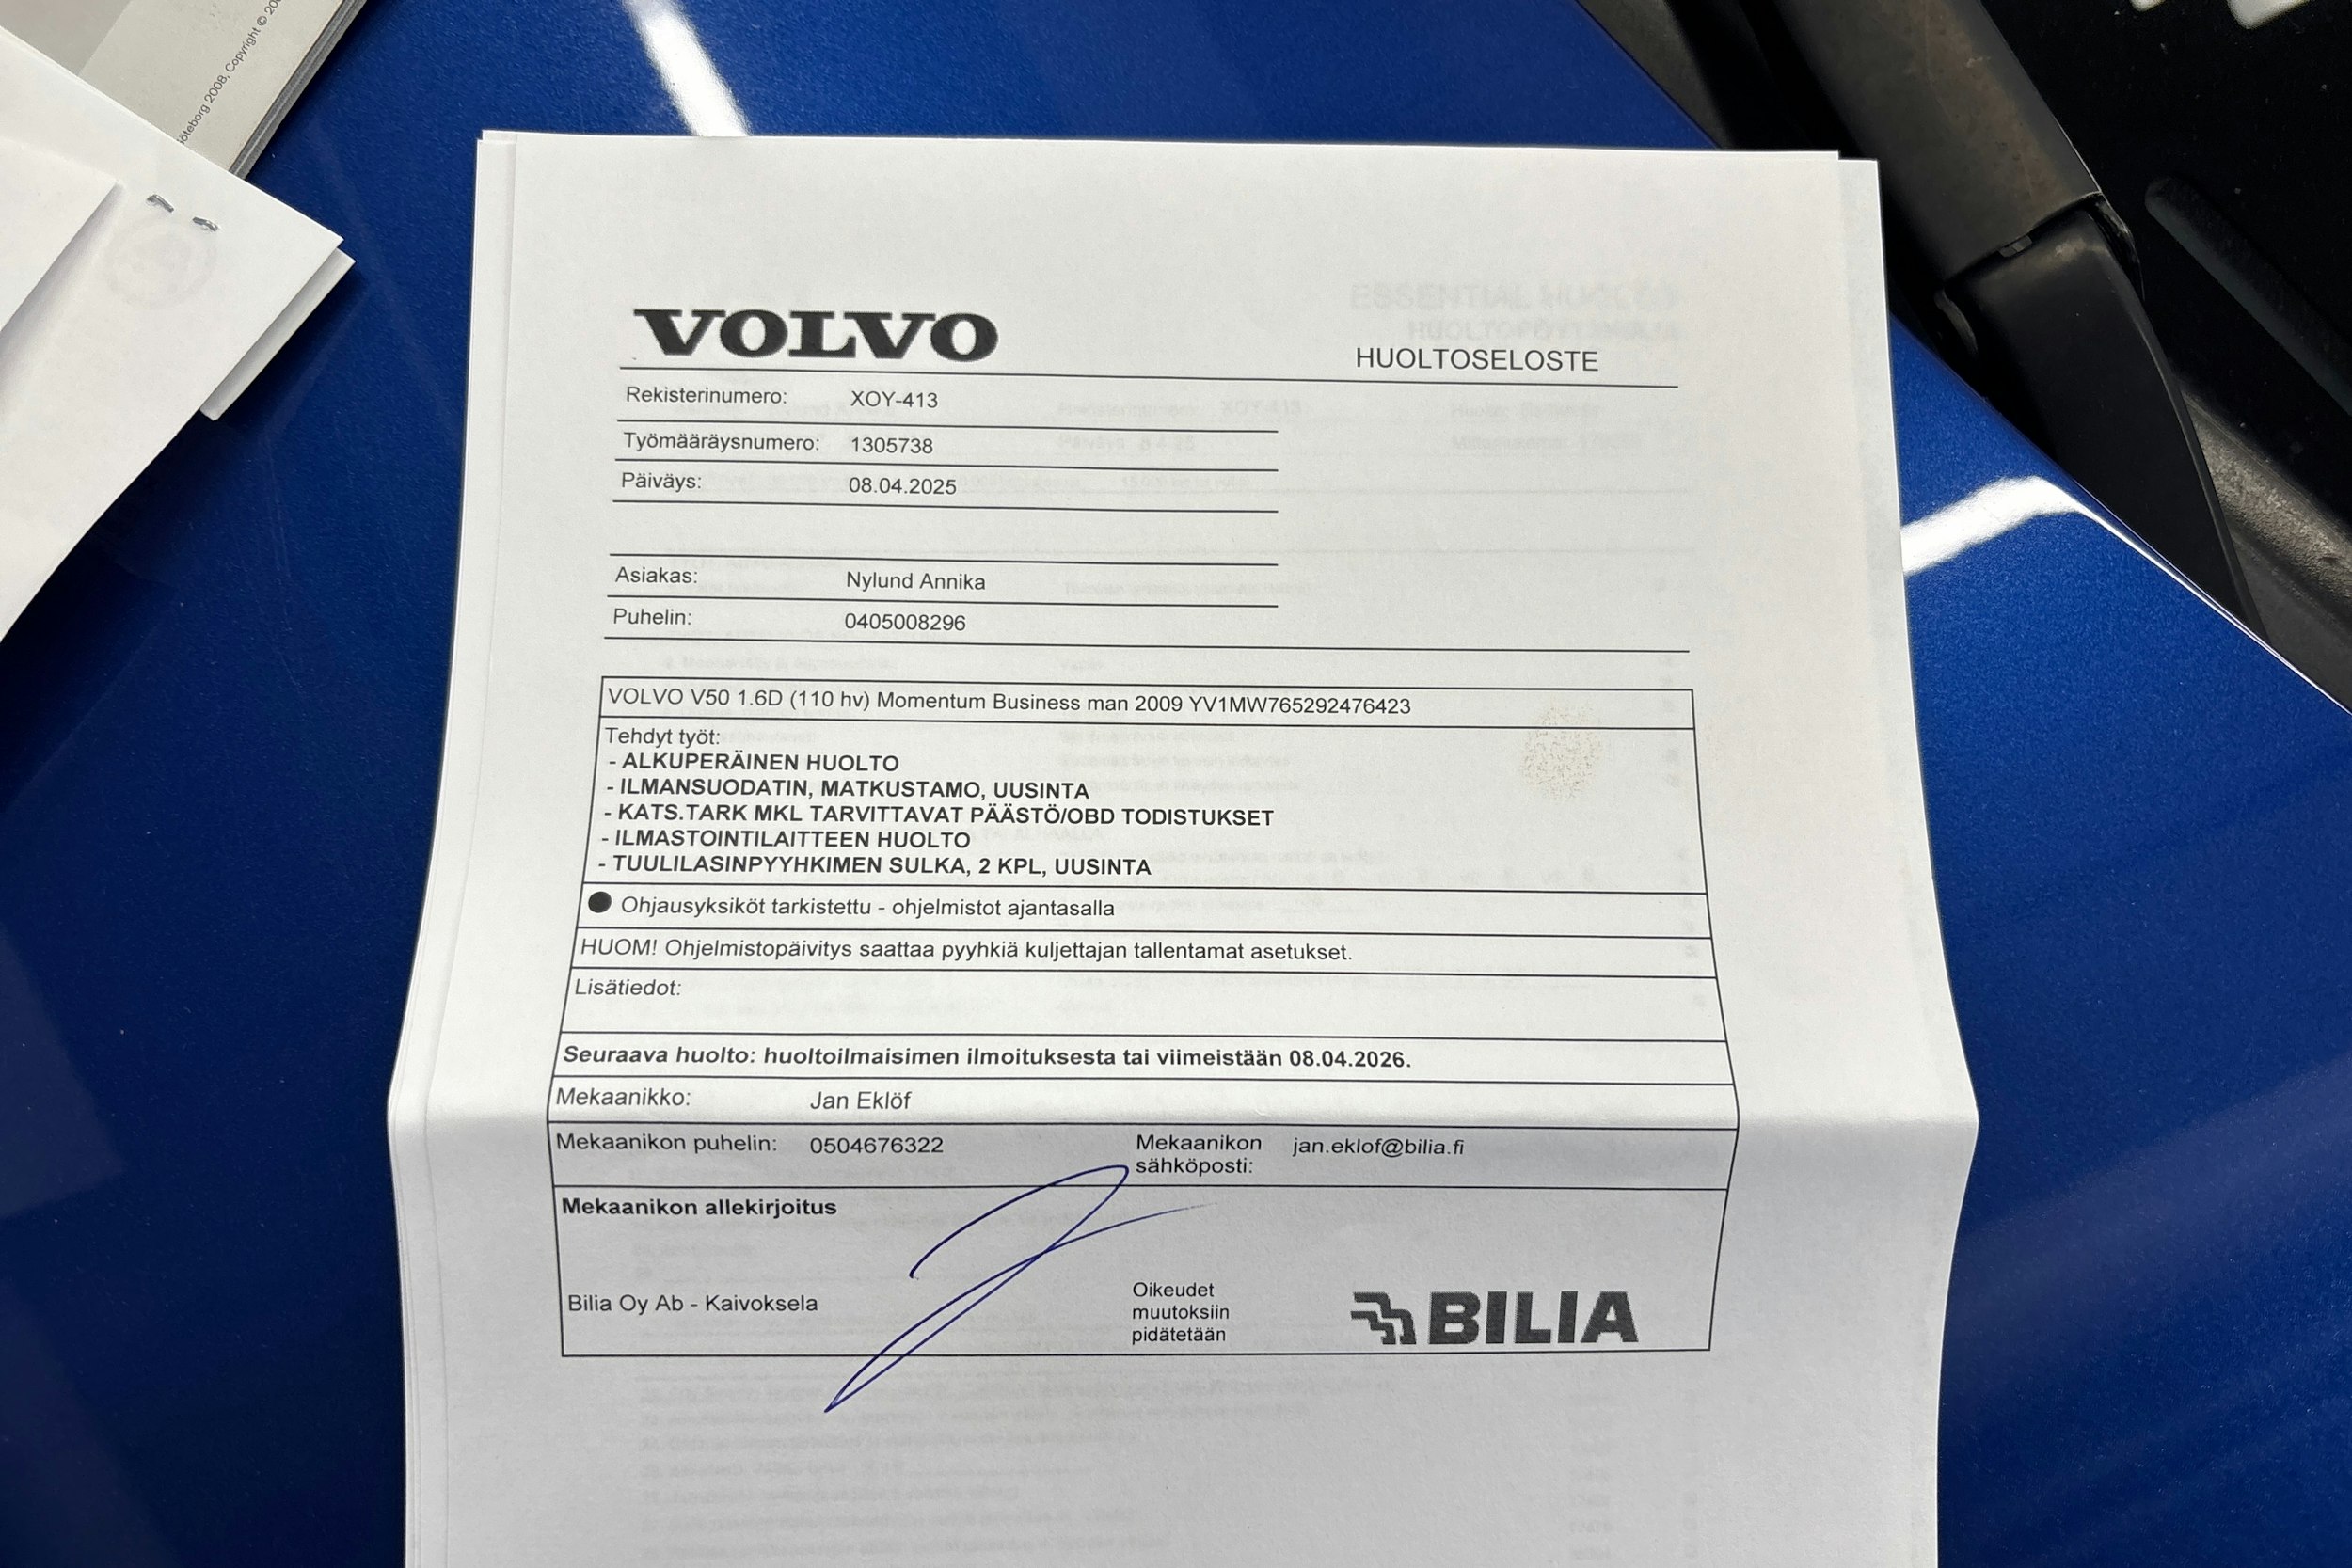 öteborg 2008, Copyright © 20
VOLVO
HUOLTOSELOSTE
Rekisterinumero: XOY-413
Työmääräysnumero: 1305738
Päiväys: 08.04.2025
Asiakas: Nylund Annika
Puhelin: 0405008296
VOLVO V50 1.6D (110 hv) Momentum Business man 2009 YV1MW765292476423
Tehdyt työt:
- ALKUPERÄINEN HUOLTO
- ILMANSUODATIN, MATKUSTAMO, UUSINTA
- KATS.TARK MKL TARVITTAVAT PÄÄSTÖ/OBD TODISTUKSET
- ILMASTOINTILAITTEEN HUOLTO
- TUULILASINPYYHKIMEN SULKA, 2 KPL, UUSINTA
● Ohjausyksiköt tarkistettu - ohjelmistot ajantasalla
HUOM! Ohjelmistopäivitys saattaa pyyhkiä kuljettajan tallentamat asetukset.
Lisätiedot:
Seuraava huolto: huoltoilmaisimen ilmoituksesta tai viimeistään 08.04.2026.
Mekaanikko: Jan Eklöf
Mekaanikon puhelin: 0504676322
Mekaanikon
sähköposti: jan.eklof@bilia.fi
Mekaanikon allekirjoitus
Bilia Oy Ab - Kaivoksela
Oikeudet
muutoksiin
pidätetään
BILIA